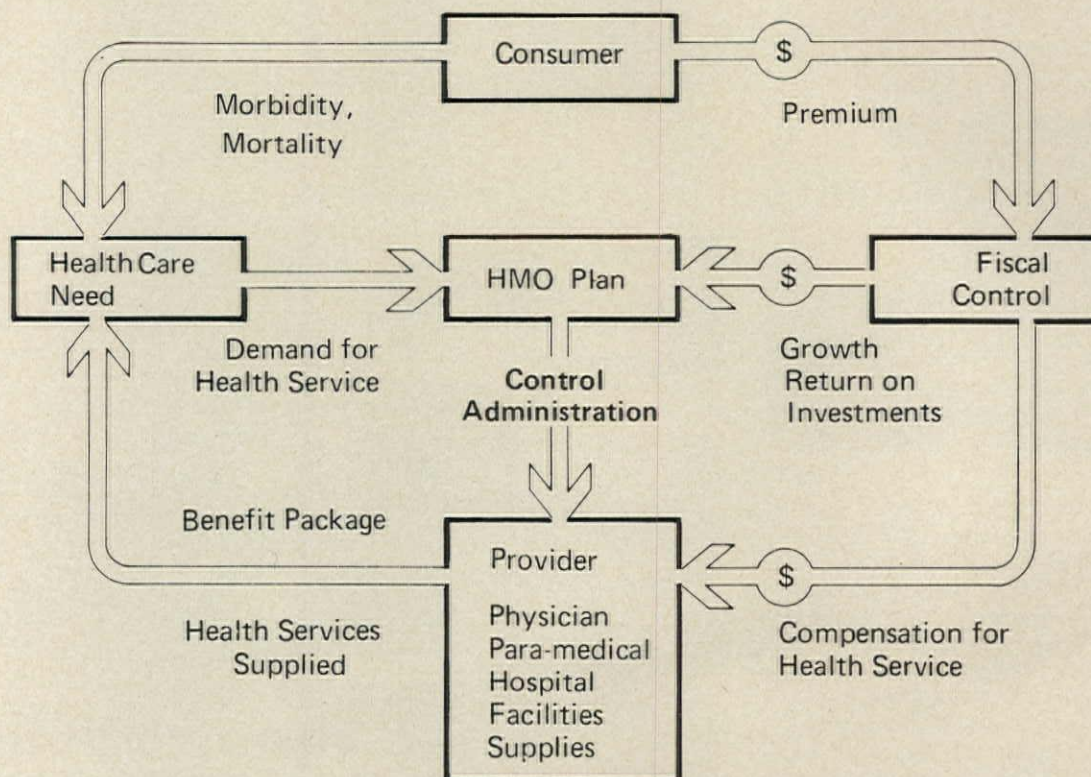 Consumer
$
Morbidity,
Mortality
Premium
Health Care
Need
HMO Plan
$
Fiscal
Control
Demand for
Health Service
Control
Administration
Growth
Return on
Investments
Benefit Package
Health Services
Supplied
Provider
Physician
Para-medical
Hospital
Facilities
Supplies
$
Compensation for
Health Service